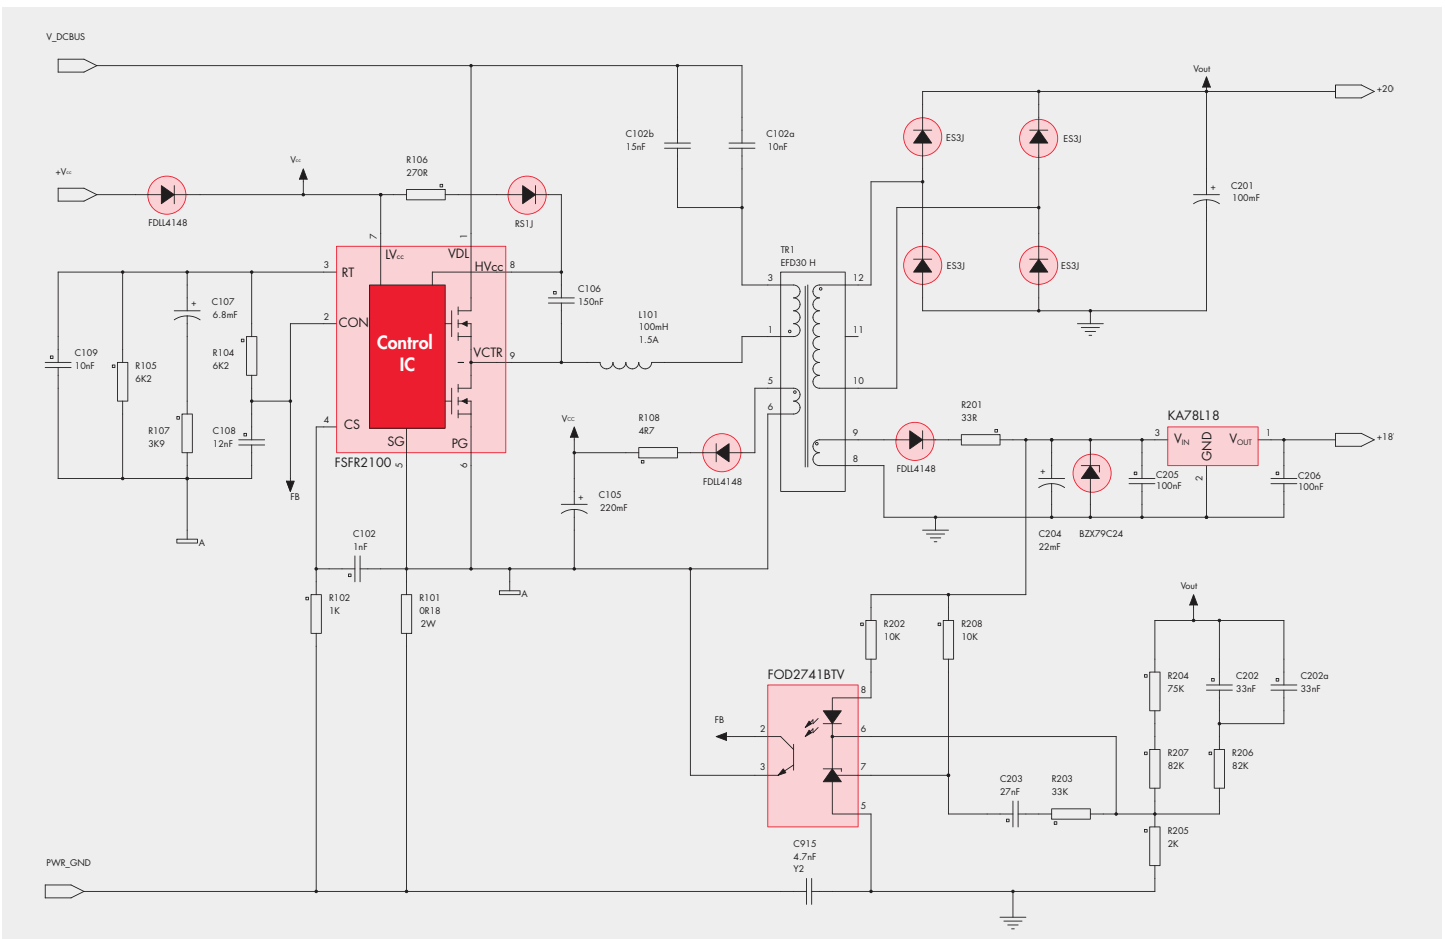 V_DCBUS
Vout
+20
C102b
15nF
C102a
10nF
ES3J
ES3J
R106
270R
Vcc
+Vcc
FDLL4148
RS1J
C201
100mF
7
1
LVcc
VDL
TR1
EFD30 H
3
RT
HVcc
8
ES3J
ES3J
3
12
C107
6.8mF
C106
150nF
2
CON
L101
100mH
1.5A
1
11
Control
IC
VCTR
9
C109
10nF
R105
6K2
R104
6K2
5
10
6
4
CS
SG
PG
FSFR2100
5
6
R107
3K9
C108
12nF
FB
A
Vcc
R108
4R7
FDLL4148
C105
220mF
9
8
R201
33R
FDLL4148
KA78L18
3
VIN
GND
VOUT
1
2
+18
C205
100nF
C206
100nF
C204
22mF
BZX79C24
C102
1nF
A
R102
1K
R101
0R18
2W
Vout
R202
10K
R208
10K
FOD2741BTV
8
FB
2
6
3
7
5
R204
75K
C202
33nF
C202a
33nF
R207
82K
R206
82K
C203
27nF
R203
33K
R205
2K
C915
4.7nF
Y2
PWR_GND